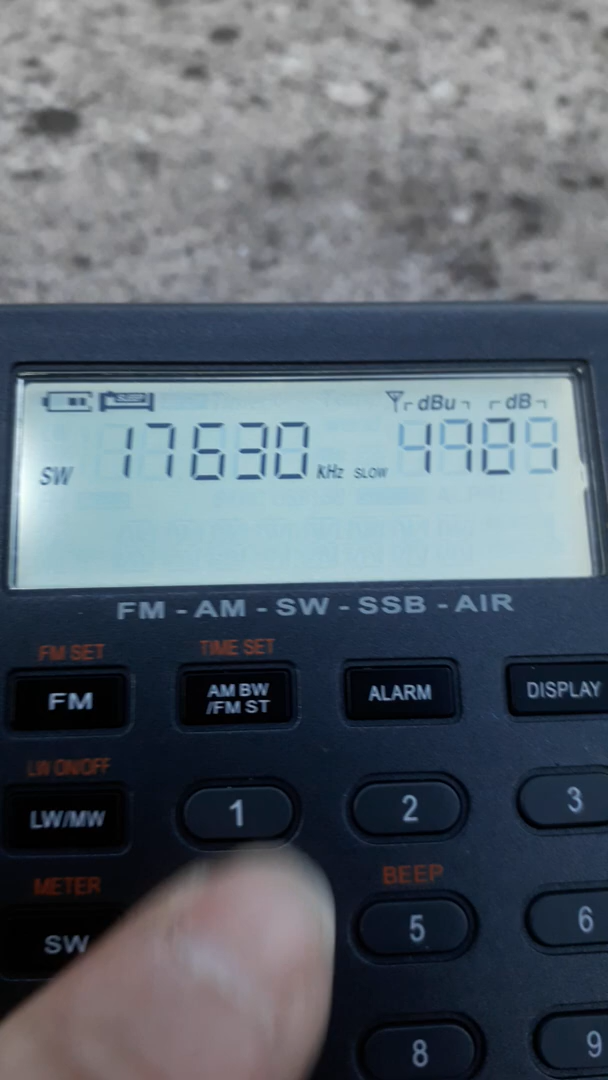 SLEEP dBu dB
SW 17630 kHz SLOW
FM - AM - SW - SSB - AIR
FM SET TIME SET
FM AM BW ALARM DISPLAY
/FM ST
LW ON/OFF
LW/MW 1 2 3
METER BEEP
SW 5 6
8 9